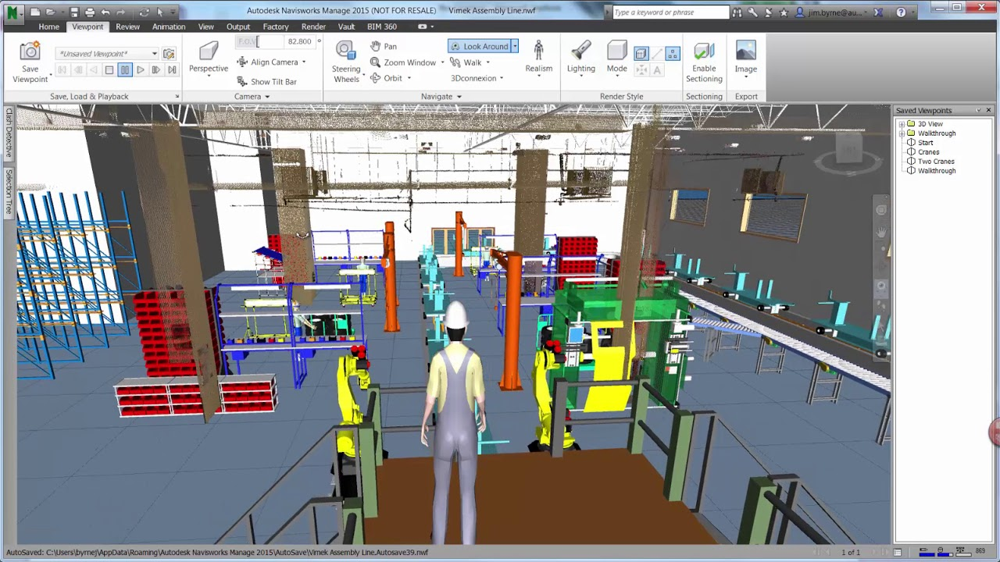 Autodesk Navisworks Manage 2015 (NOT FOR RESALE) Vimek Assembly Line.nwf
Type a keyword or phrase
jim.byrne@au...
Home Viewpoint Review Animation View Output Factory Render Vault BIM 360
Save Viewpoint
*Unsaved Viewpoint*
Save, Load & Playback
Perspective
F.O.V. 82.800 °
Align Camera
Show Tilt Bar
Camera
Steering Wheels
Pan
Zoom Window
Orbit
Look Around
Walk
3Dconnexion
Navigate
Realism
Lighting
Mode
Render Style
Enable Sectioning
Sectioning
Image
Export
Clash Detective
Selection Tree
Saved Viewpoints
3D View
Walkthrough
Start
Cranes
Two Cranes
Walkthrough
AutoSaved: C:\Users\byrnej\AppData\Roaming\Autodesk Navisworks Manage 2015\AutoSave\Vimek Assembly Line.Autosave39.nwf
1 of 1
869